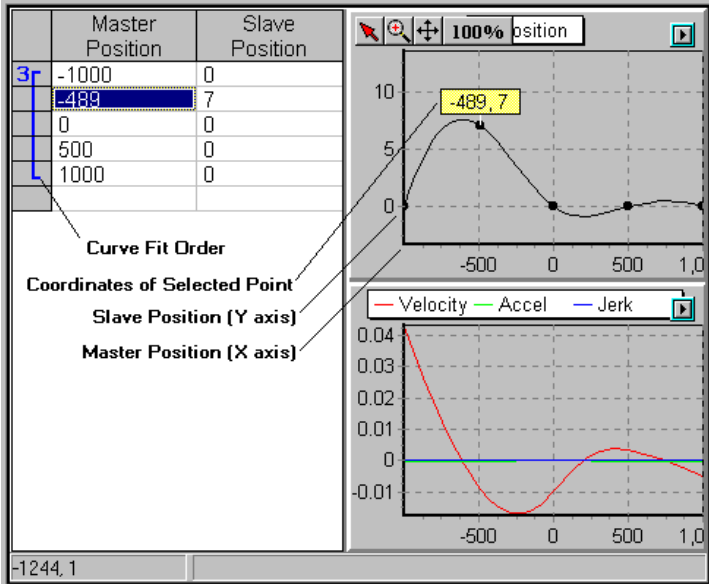 Master Position
Slave Position
3
-1000 0
-489 7
0 0
500 0
1000 0
Curve Fit Order
Coordinates of Selected Point
Slave Position (Y axis)
Master Position (X axis)
100%
osition
10
5
0
-489, 7
-500 0 500 1,0
Velocity Accel Jerk
0.04
0.03
0.02
0.01
0
-0.01
-500 0 500 1,0
-1244, 1